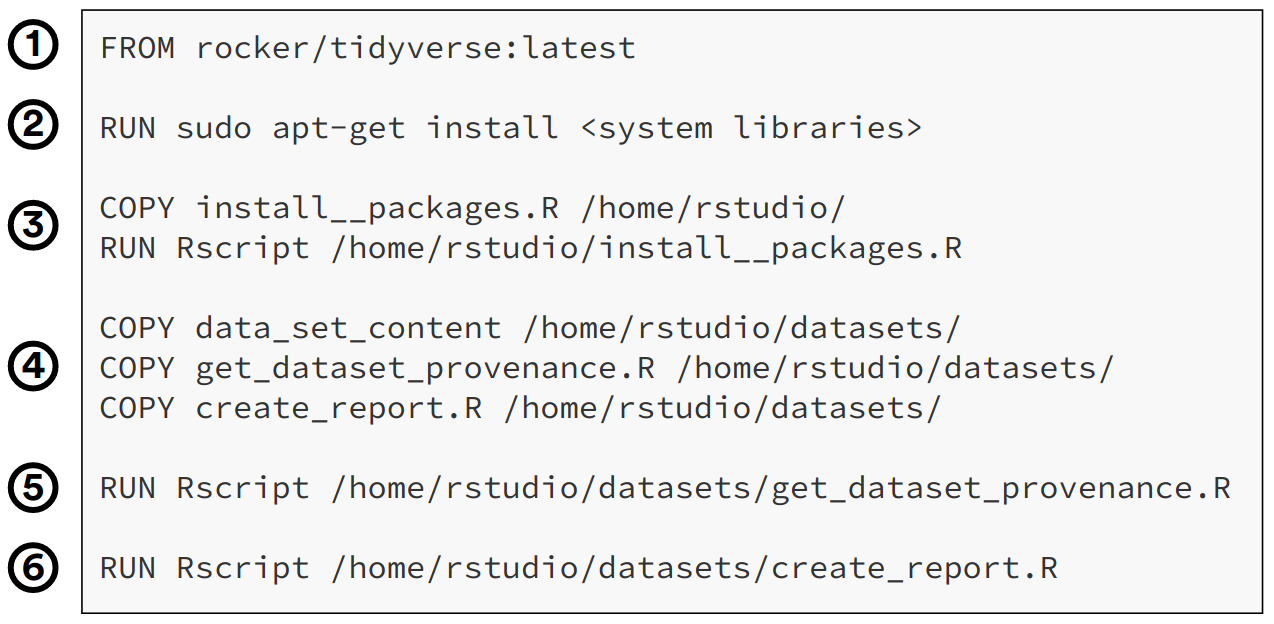 1 FROM rocker/tidyverse:latest
2 RUN sudo apt-get install <system libraries>
3
COPY install__packages.R /home/rstudio/
RUN Rscript /home/rstudio/install__packages.R
4
COPY data_set_content /home/rstudio/datasets/
COPY get_dataset_provenance.R /home/rstudio/datasets/
COPY create_report.R /home/rstudio/datasets/
5 RUN Rscript /home/rstudio/datasets/get_dataset_provenance.R
6 RUN Rscript /home/rstudio/datasets/create_report.R